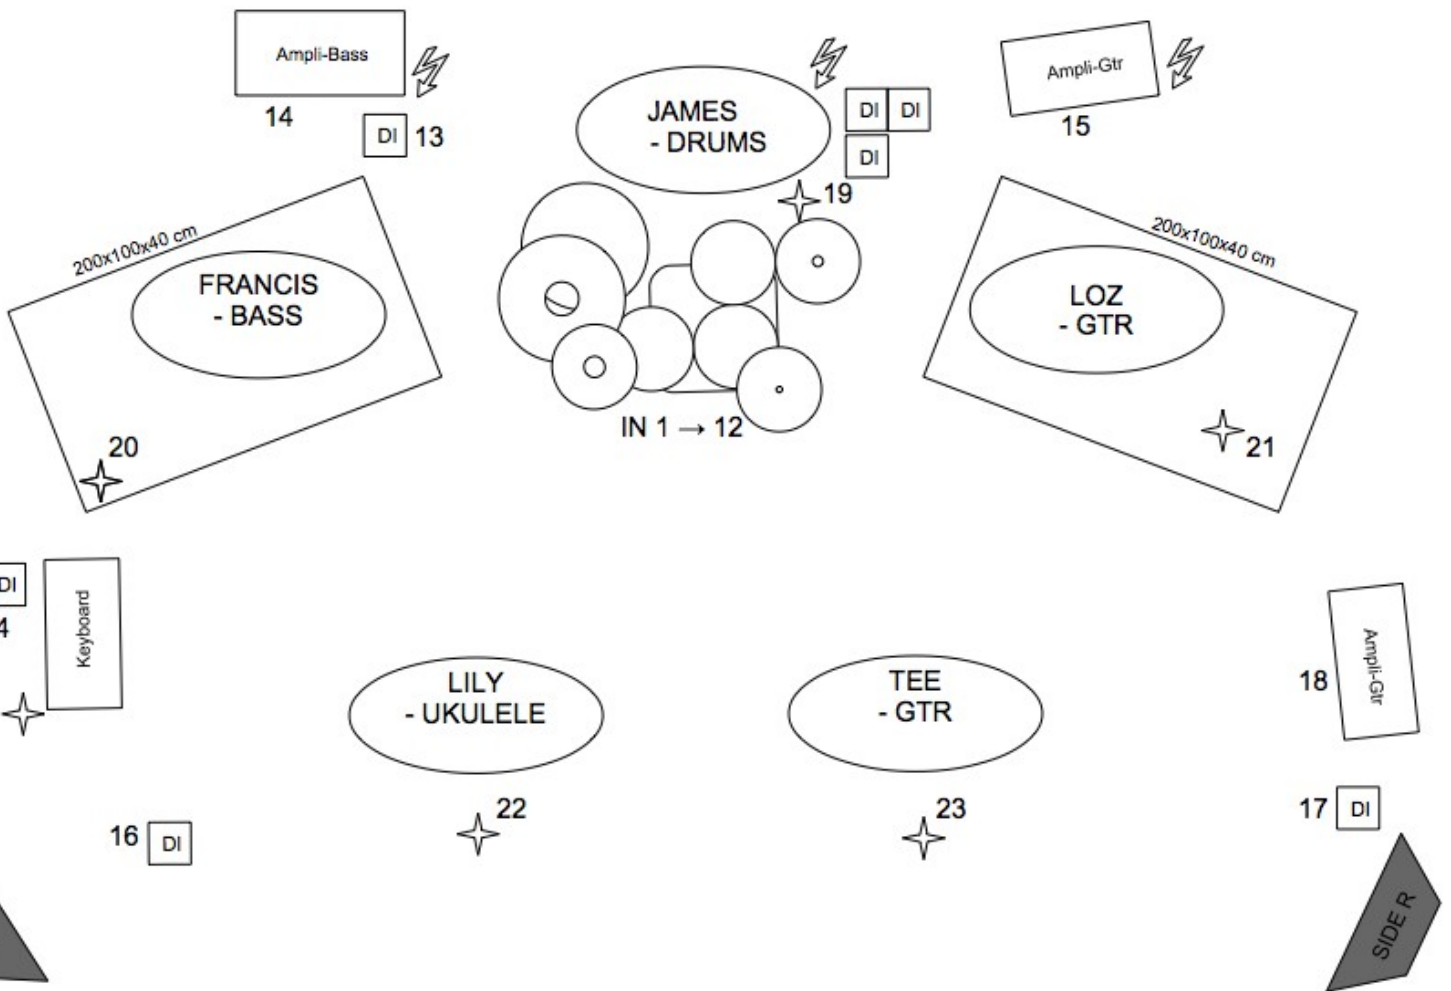 Ampli-Bass
14
DI
13
JAMES
- DRUMS
DI
DI
DI
19
Ampli-Gtr
15
200x100x40 cm
FRANCIS
- BASS
20
IN 1 → 12
200x100x40 cm
LOZ
- GTR
21
DI
4
Keyboard
LILY
- UKULELE
22
TEE
- GTR
23
18
Ampli-Gtr
16
DI
17
DI
SIDE R